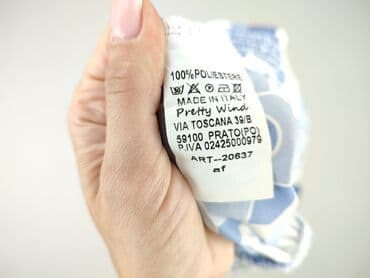 100%POLIESTERE
MADE IN ITALY
Pretty Wind
VIA TOSCANA 39/B
59100 PRATO(PO)
P.IVA 02425000979
ART--20637
af